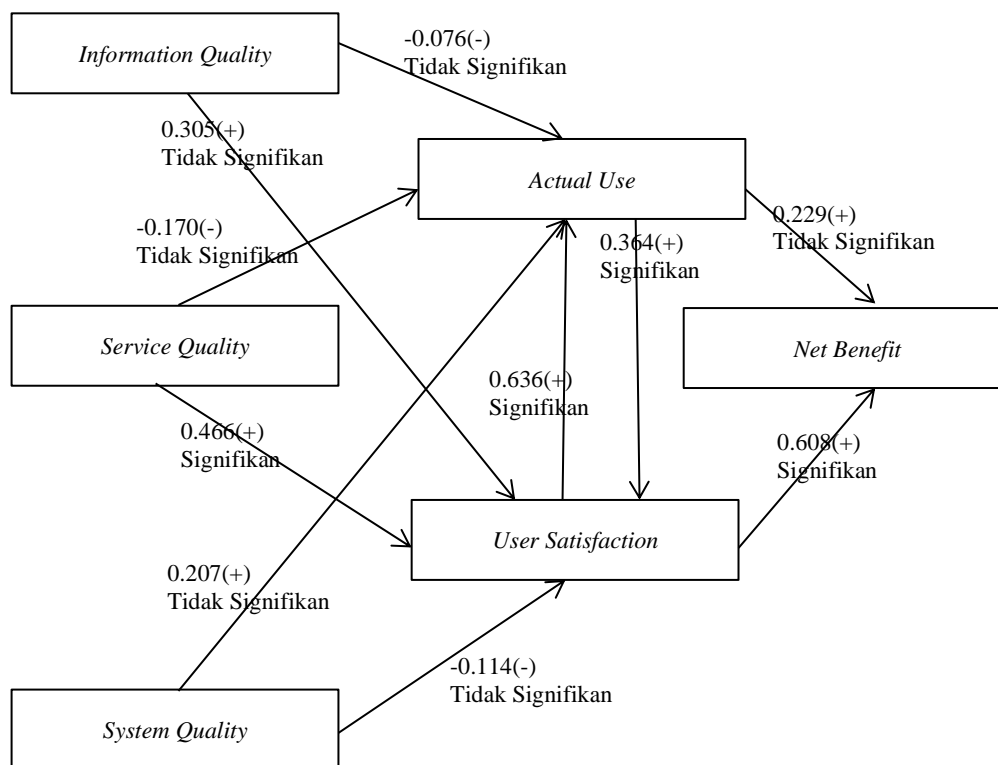 Information Quality
-0.076(-)
Tidak Signifikan
0.305(+)
Tidak Signifikan
Actual Use
-0.170(-)
Tidak Signifikan
0.364(+)
Signifikan
0.229(+)
Tidak Signifikan
Service Quality
Net Benefit
0.636(+)
Signifikan
0.466(+)
Signifikan
0.608(+)
Signifikan
User Satisfaction
0.207(+)
Tidak Signifikan
-0.114(-)
Tidak Signifikan
System Quality